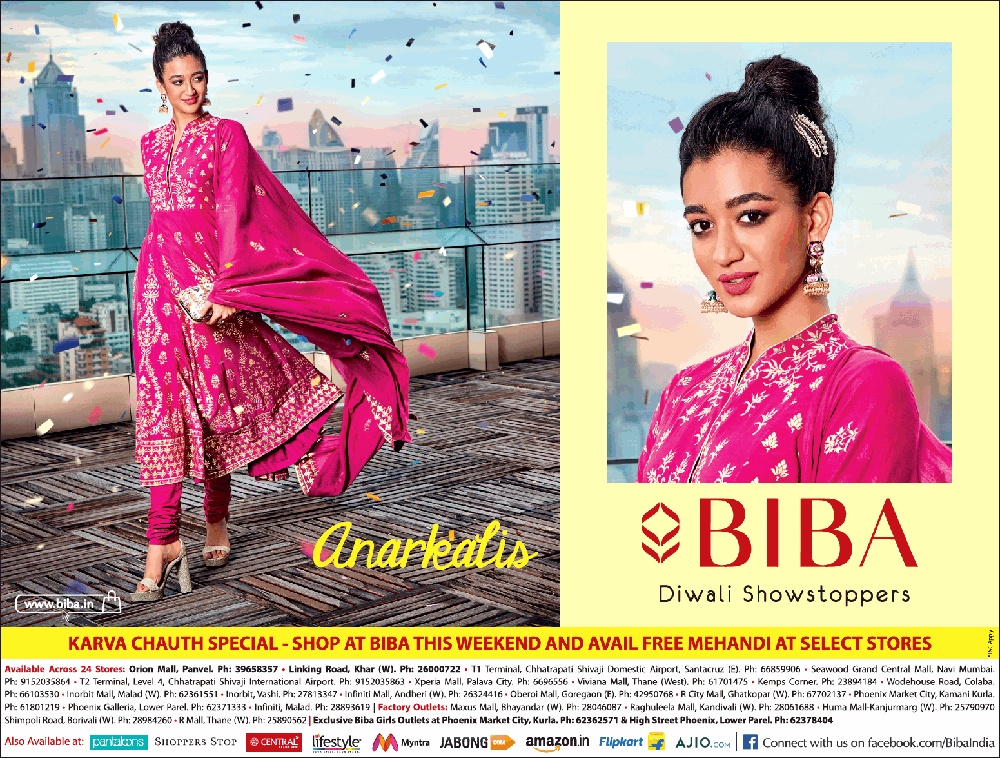 Anarkalis
www.biba.in
BIBA
Diwali Showstoppers
KARVA CHAUTH SPECIAL - SHOP AT BIBA THIS WEEKEND AND AVAIL FREE MEHANDI AT SELECT STORES
Available Across 24 Stores: Orion Mall, Panvel. Ph: 39658357 • Linking Road, Khar (W). Ph: 26000722 • T1 Terminal, Chhatrapati Shivaji Domestic Airport, Santacruz (E). Ph: 66859906 • Seawood Grand Central Mall, Navi Mumbai.
Ph: 9152035864 • T2 Terminal, Level 4, Chhatrapati Shivaji International Airport. Ph: 9152035863 • Xperia Mall, Palava City. Ph: 6696556 • Viviana Mall, Thane (West). Ph: 61701475 • Kemps Corner. Ph: 23894184 • Wodehouse Road, Colaba.
Ph: 66103530 • Inorbit Mall, Malad (W). Ph: 62361551 • Inorbit, Vashi. Ph: 27813347 • Infiniti Mall, Andheri (W). Ph: 26324416 • Oberoi Mall, Goregaon (E). Ph: 42950768 • R City Mall, Ghatkopar (W). Ph: 67702137 • Phoenix Market City, Kamani Kurla.
Ph: 61801219 • Phoenix Galleria, Lower Parel. Ph: 62371333 • Infiniti, Malad. Ph: 28893619 | Factory Outlets: Maxus Mall, Bhayandar (W). Ph: 28046087 • Raghuleela Mall, Kandivali (W). Ph: 28061688 • Huma Mall-Kanjurmarg (W). Ph: 25790970
Shimpoli Road, Borivali (W). Ph: 28984260 • R Mall, Thane (W). Ph: 25890562 | Exclusive Biba Girls Outlets at Phoenix Market City, Kurla. Ph: 62362571 & High Street Phoenix, Lower Parel. Ph: 62378404
Also Available at: pantaloons SHOPPERS STOP CENTRAL lifestyle Myntra JABONG.COM amazon.in Flipkart AJIO.COM | Connect with us on facebook.com/BibaIndia